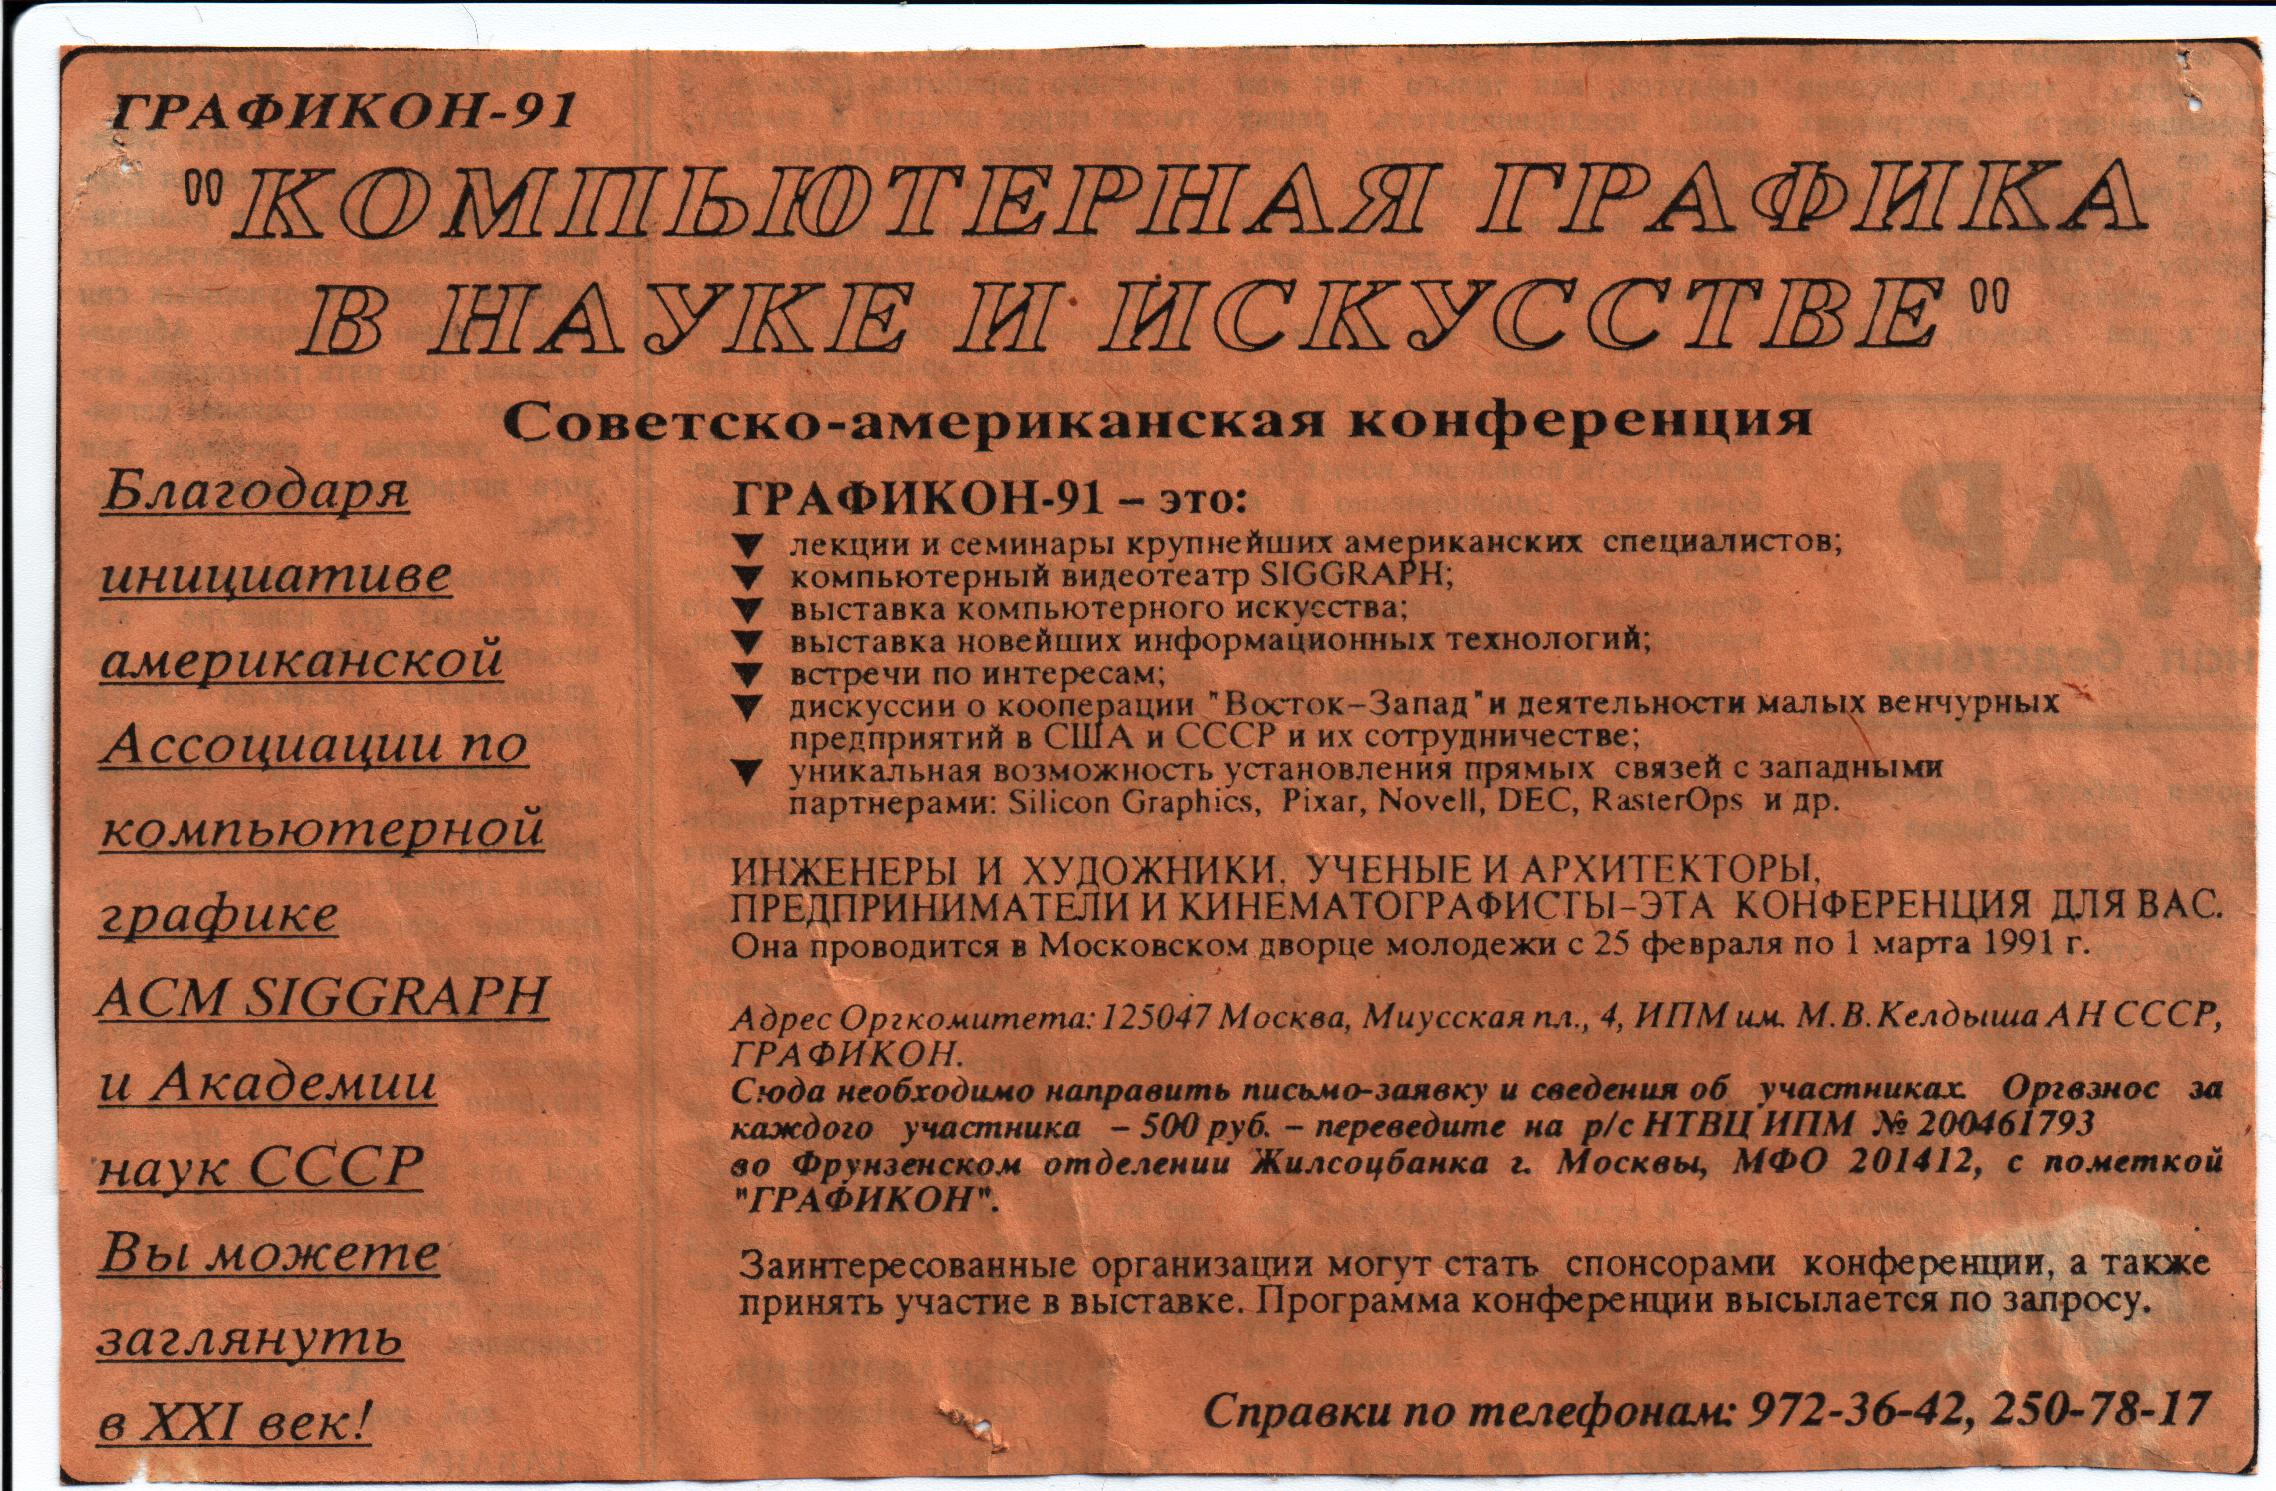 ГРАФИКОН-91
"КОМПЬЮТЕРНАЯ ГРАФИКА
В НАУКЕ И ИСКУССТВЕ"
Советско-американская конференция
Благодаря
инициативе
американской
Ассоциации по
компьютерной
графике
ACM SIGGRAPH
и Академии
наук СССР
Вы можете
заглянуть
в XXI век!
ГРАФИКОН-91 – это:
▼ лекции и семинары крупнейших американских специалистов;
▼ компьютерный видеотеатр SIGGRAPH;
▼ выставка компьютерного искусства;
▼ выставка новейших информационных технологий;
▼ встречи по интересам;
▼ дискуссии о кооперации "Восток–Запад" и деятельности малых венчурных
предприятий в США и СССР и их сотрудничестве;
▼ уникальная возможность установления прямых связей с западными
партнерами: Silicon Graphics, Pixar, Novell, DEC, RasterOps и др.
ИНЖЕНЕРЫ И ХУДОЖНИКИ, УЧЕНЫЕ И АРХИТЕКТОРЫ,
ПРЕДПРИНИМАТЕЛИ И КИНЕМАТОГРАФИСТЫ–ЭТА КОНФЕРЕНЦИЯ ДЛЯ ВАС.
Она проводится в Московском дворце молодежи с 25 февраля по 1 марта 1991 г.
Адрес Оргкомитета: 125047 Москва, Миусская пл., 4, ИПМ им. М.В.Келдыша АН СССР,
ГРАФИКОН.
Сюда необходимо направить письмо-заявку и сведения об участниках. Оргвзнос за
каждого участника – 500 руб. – переведите на р/с НТВЦ ИПМ № 200461793
во Фрунзенском отделении Жилсоцбанка г. Москвы, МФО 201412, с пометкой
"ГРАФИКОН".
Заинтересованные организации могут стать спонсорами конференции, а также
принять участие в выставке. Программа конференции высылается по запросу.
Справки по телефонам: 972-36-42, 250-78-17